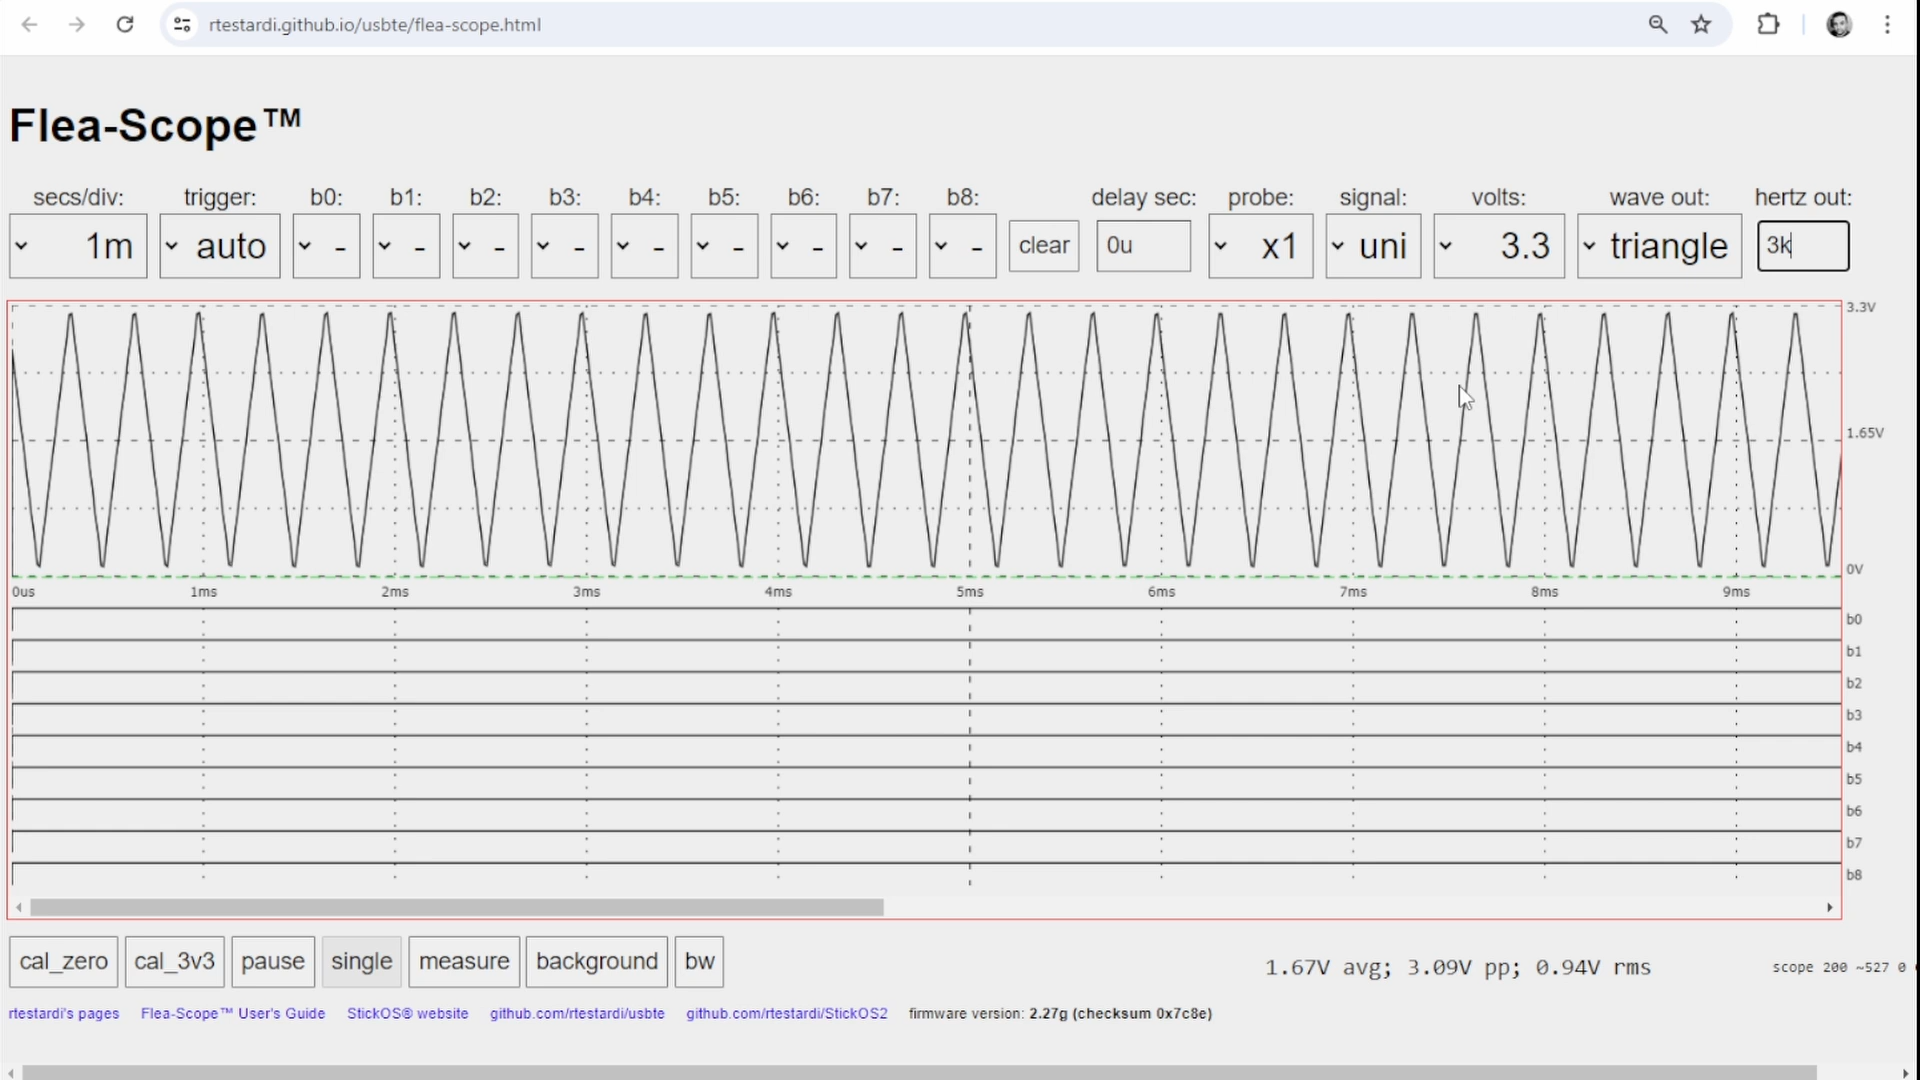 rtestardi.github.io/usbte/flea-scope.html
Flea-Scope™
secs/div: trigger: b0: b1: b2: b3: b4: b5: b6: b7: b8: delay sec: probe: signal: volts: wave out: hertz out:
1m auto - - - - - - - - - clear 0u x1 uni 3.3 triangle 3k
3.3V
1.65V
0V
0us 1ms 2ms 3ms 4ms 5ms 6ms 7ms 8ms 9ms
b0
b1
b2
b3
b4
b5
b6
b7
b8
cal_zero cal_3v3 pause single measure background bw 1.67V avg; 3.09V pp; 0.94V rms scope 200 ~527 0
rtestardi's pages Flea-Scope™ User's Guide StickOS® website github.com/rtestardi/usbte github.com/rtestardi/StickOS2 firmware version: 2.27g (checksum 0x7c8e)